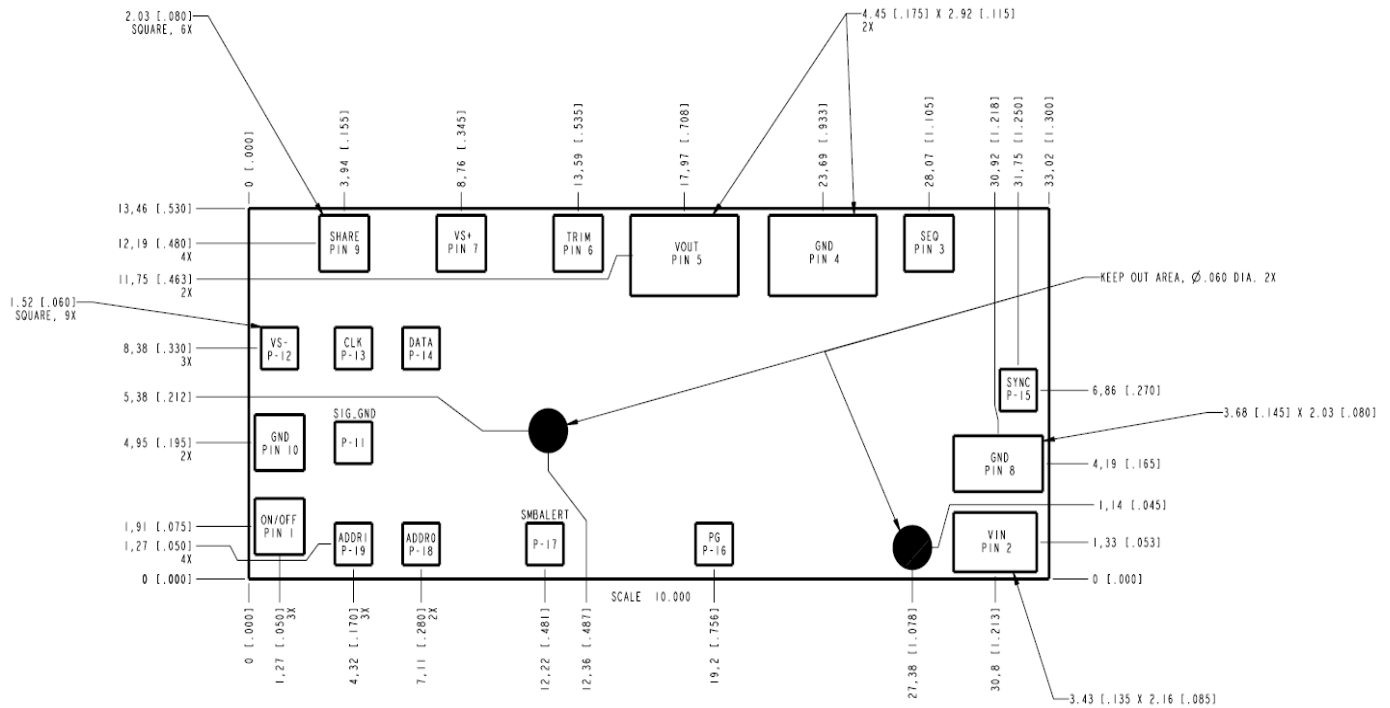 2.03 [.080]
SQUARE, 6X
4.45 [.175] X 2.92 [.115]
2X
0 [.000]
3,94 [.155]
8,76 [.345]
13,59 [.535]
17,97 [.708]
23,69 [.933]
28,07 [1.105]
30,92 [1.218]
31,75 [1.250]
33,02 [1.300]
13,46 [.530]
12,19 [.480]
4X
11,75 [.463]
2X
SHARE
PIN 9
VS+
PIN 7
TRIM
PIN 6
VOUT
PIN 5
GND
PIN 4
SEQ
PIN 3
KEEP OUT AREA, Ø.060 DIA. 2X
1.52 [.060]
SQUARE, 9X
8,38 [.330]
3X
VS-
P-12
CLK
P-13
DATA
P-14
5,38 [.212]
SYNC
P-15
6,86 [.270]
3.68 [.145] X 2.03 [.080]
4,95 [.195]
2X
GND
PIN 10
SIG_GND
P-11
GND
PIN 8
4,19 [.165]
1,14 [.045]
1,91 [.075]
1,27 [.050]
4X
0 [.000]
ON/OFF
PIN 1
ADDR1
P-19
ADDR0
P-18
SMBALERT
P-17
PG
P-16
VIN
PIN 2
1,33 [.053]
0 [.000]
SCALE 10.000
0 [.000]
1,27 [.050]
3X
4,32 [.170]
3X
7,11 [.280]
2X
12,22 [.481]
12,36 [.487]
19,2 [.756]
27,38 [1.078]
30,8 [1.213]
3.43 [.135 X 2.16 [.085]